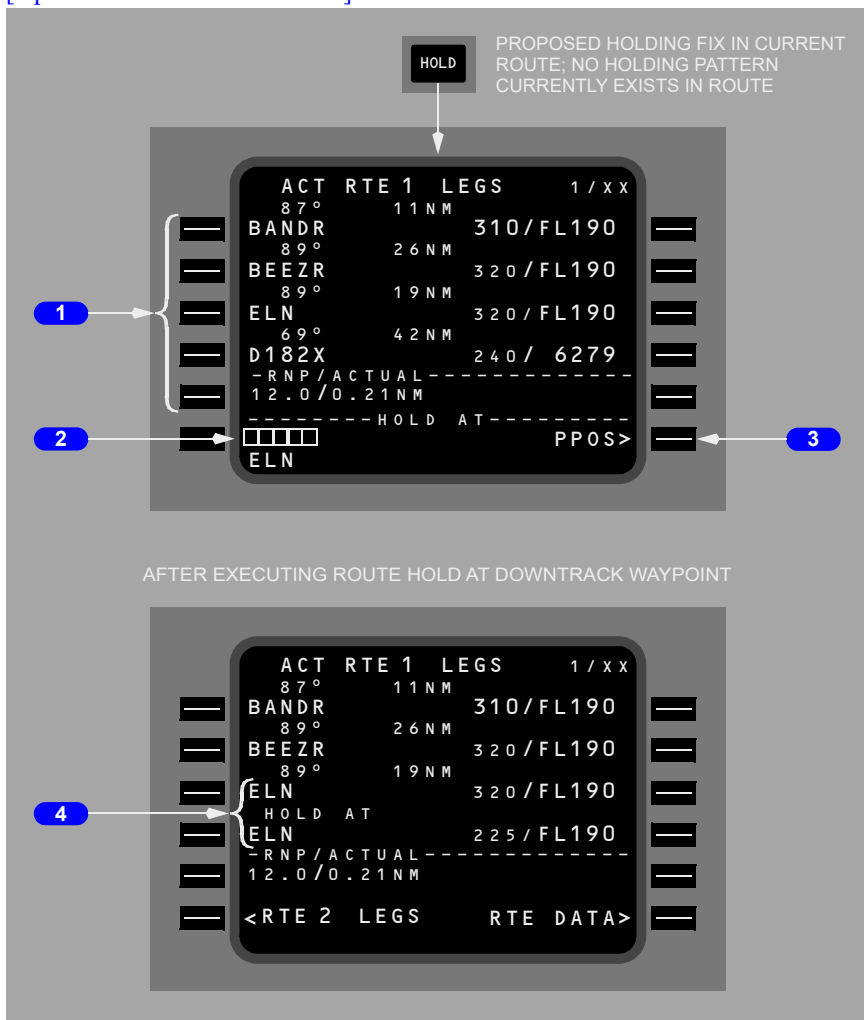 HOLD
PROPOSED HOLDING FIX IN CURRENT
ROUTE; NO HOLDING PATTERN
CURRENTLY EXISTS IN ROUTE
ACT RTE 1 LEGS 1/XX
87° 11NM
BANDR 310/FL190
89° 26NM
BEEZR 320/FL190
89° 19NM
1
ELN 320/FL190
69° 42NM
D182X 240/ 6279
-RNP/ACTUAL--------------
12.0/0.21NM
--------HOLD AT---------
2
PPOS>
3
ELN
AFTER EXECUTING ROUTE HOLD AT DOWNTRACK WAYPOINT
ACT RTE 1 LEGS 1/XX
87° 11NM
BANDR 310/FL190
89° 26NM
BEEZR 320/FL190
89° 19NM
ELN 320/FL190
4
HOLD AT
ELN 225/FL190
-RNP/ACTUAL--------------
12.0/0.21NM
<RTE 2 LEGS RTE DATA>